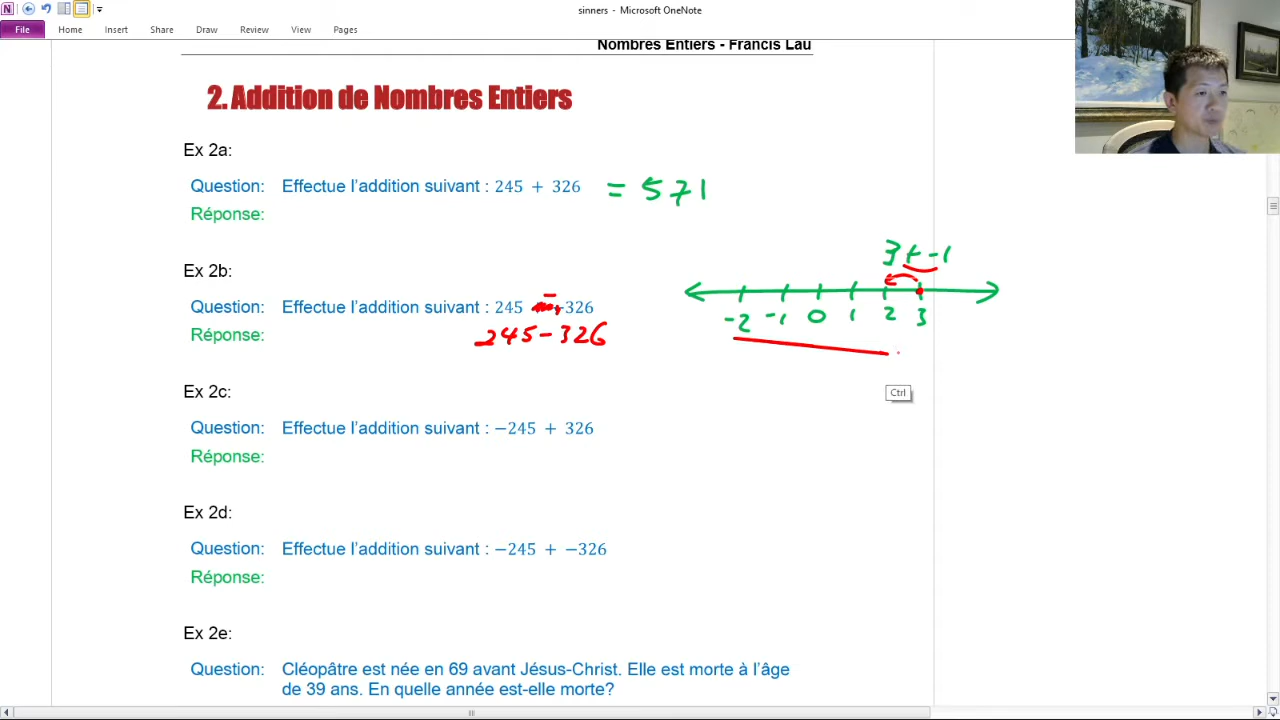 sinners - Microsoft OneNote
File Home Insert Share Draw Review View Pages
Nombres Entiers - Francis Lau
2. Addition de Nombres Entiers
Ex 2a:
Question: Effectue l’addition suivant : 245 + 326 = 571
Réponse:
3 + -1
Ex 2b:
Question: Effectue l’addition suivant : 245 - 326
-2 -1 0 1 2 3
Réponse: 245 - 326
Ctrl
Ex 2c:
Question: Effectue l’addition suivant : −245 + 326
Réponse:
Ex 2d:
Question: Effectue l’addition suivant : −245 + −326
Réponse:
Ex 2e:
Question: Cléopâtre est née en 69 avant Jésus-Christ. Elle est morte à l’âge
de 39 ans. En quelle année est-elle morte?